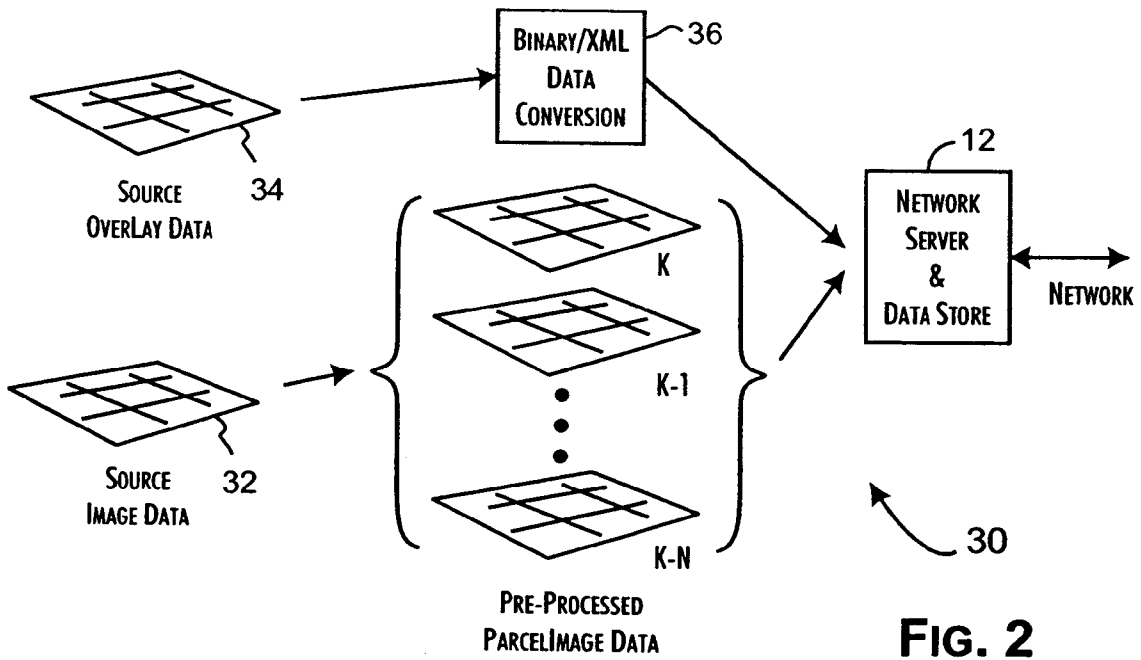 BINARY/XML
DATA
CONVERSION
36
34
SOURCE
OVERLAY DATA
12
NETWORK
SERVER
&
DATA STORE
NETWORK
K
K-1
K-N
32
SOURCE
IMAGE DATA
PRE-PROCESSED
PARCELIMAGE DATA
30
FIG. 2